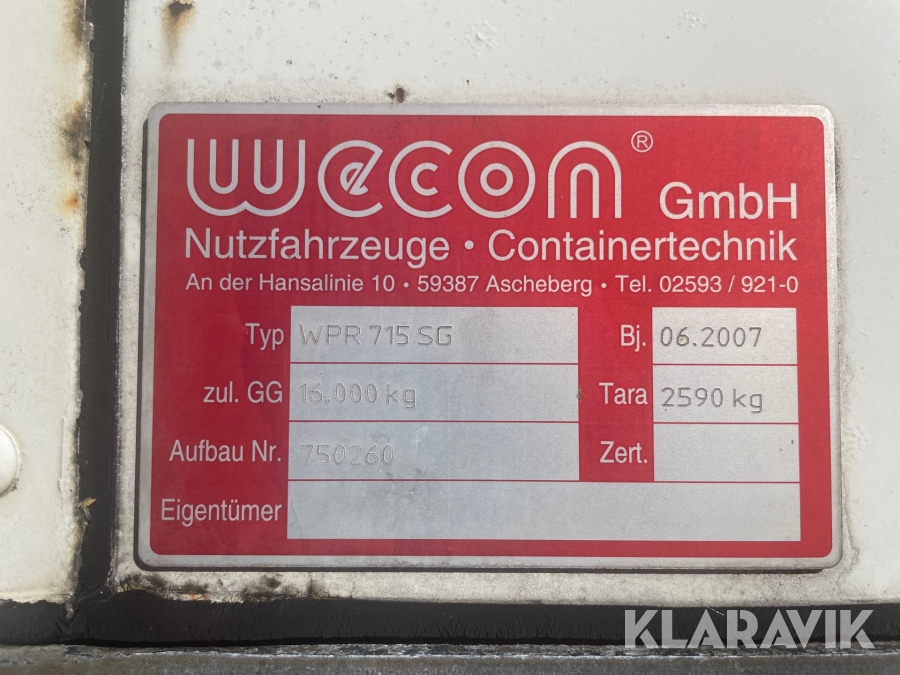 wecon® GmbH
Nutzfahrzeuge • Containertechnik
An der Hansalinie 10 • 59387 Ascheberg • Tel. 02593 / 921-0
Typ WPR 715 SG Bj. 06.2007
zul. GG 16.000 kg Tara 2590 kg
Aufbau Nr. 750260 Zert.
Eigentümer
KLARAVIK